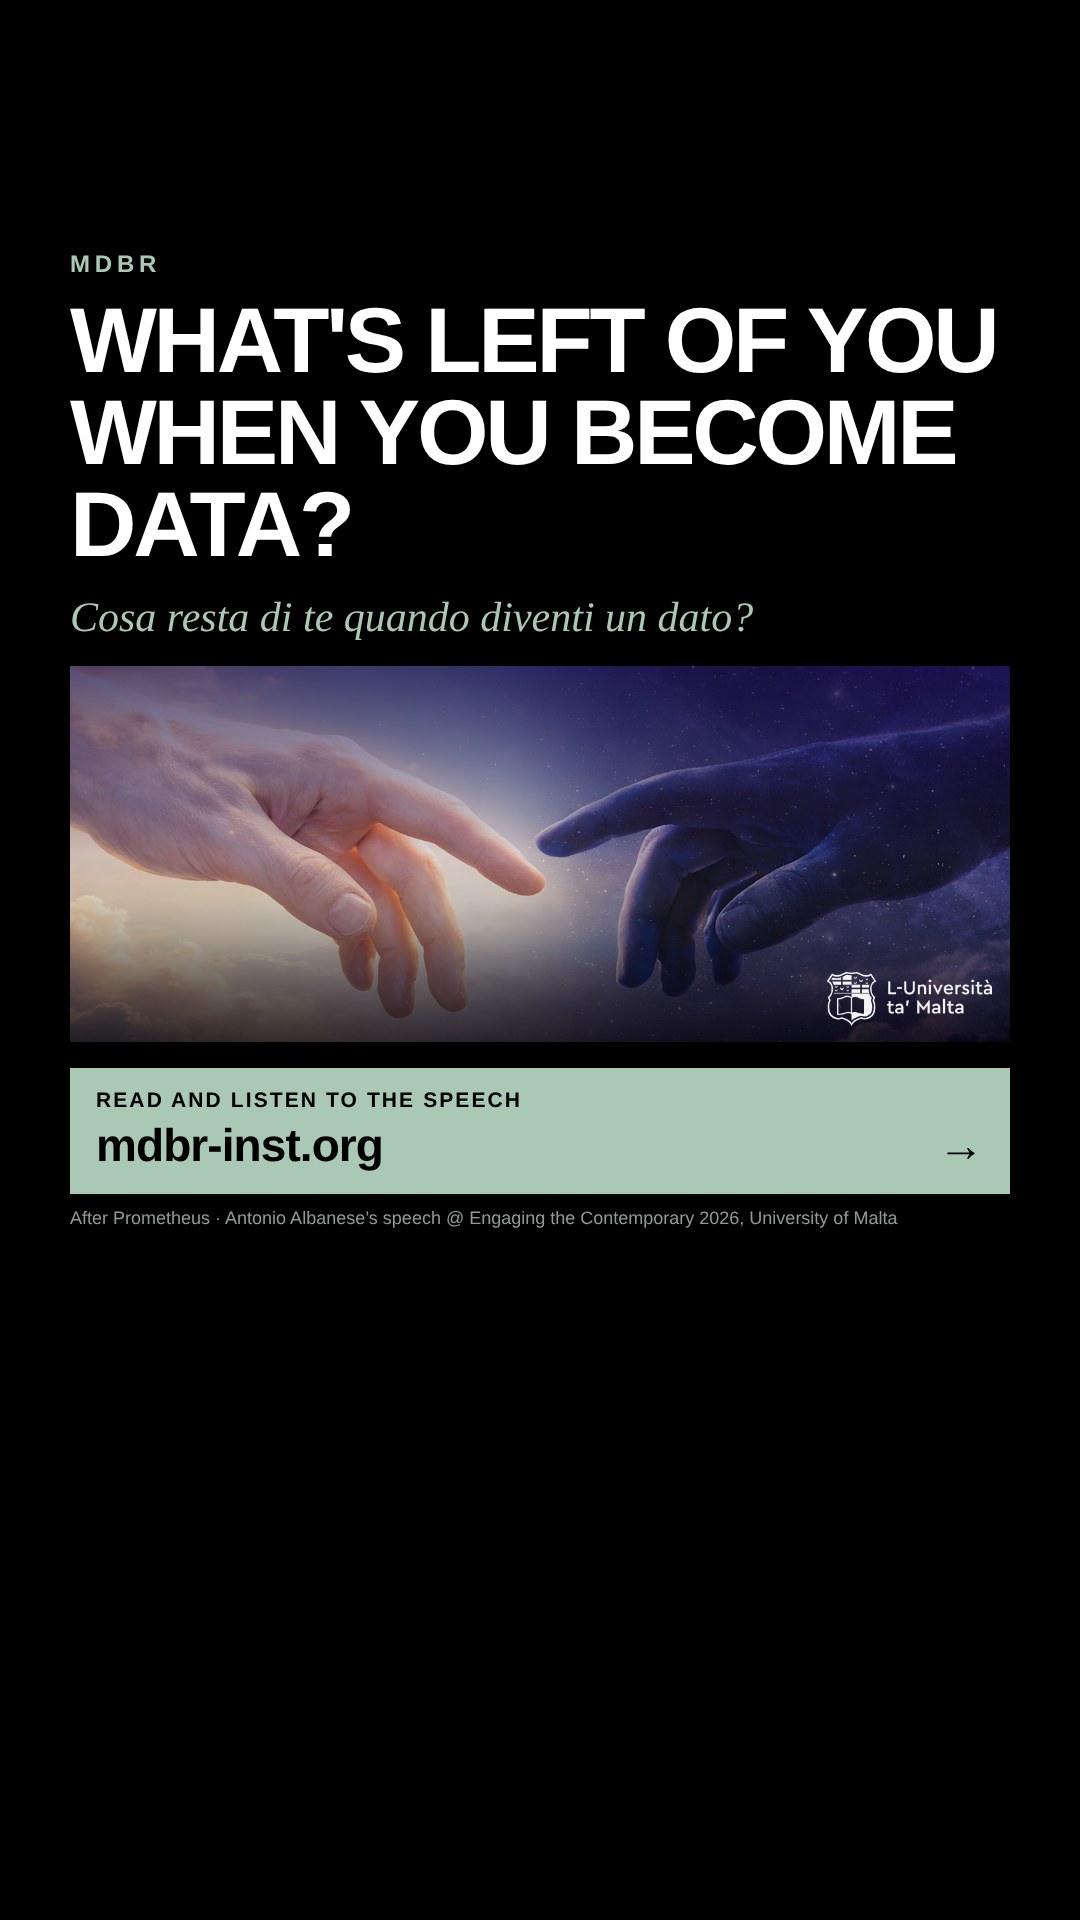 MDBR
WHAT'S LEFT OF YOU
WHEN YOU BECOME
DATA?
Cosa resta di te quando diventi un dato?
L-Università
ta' Malta
READ AND LISTEN TO THE SPEECH
mdbr-inst.org
→
After Prometheus · Antonio Albanese’s speech @ Engaging the Contemporary 2026, University of Malta